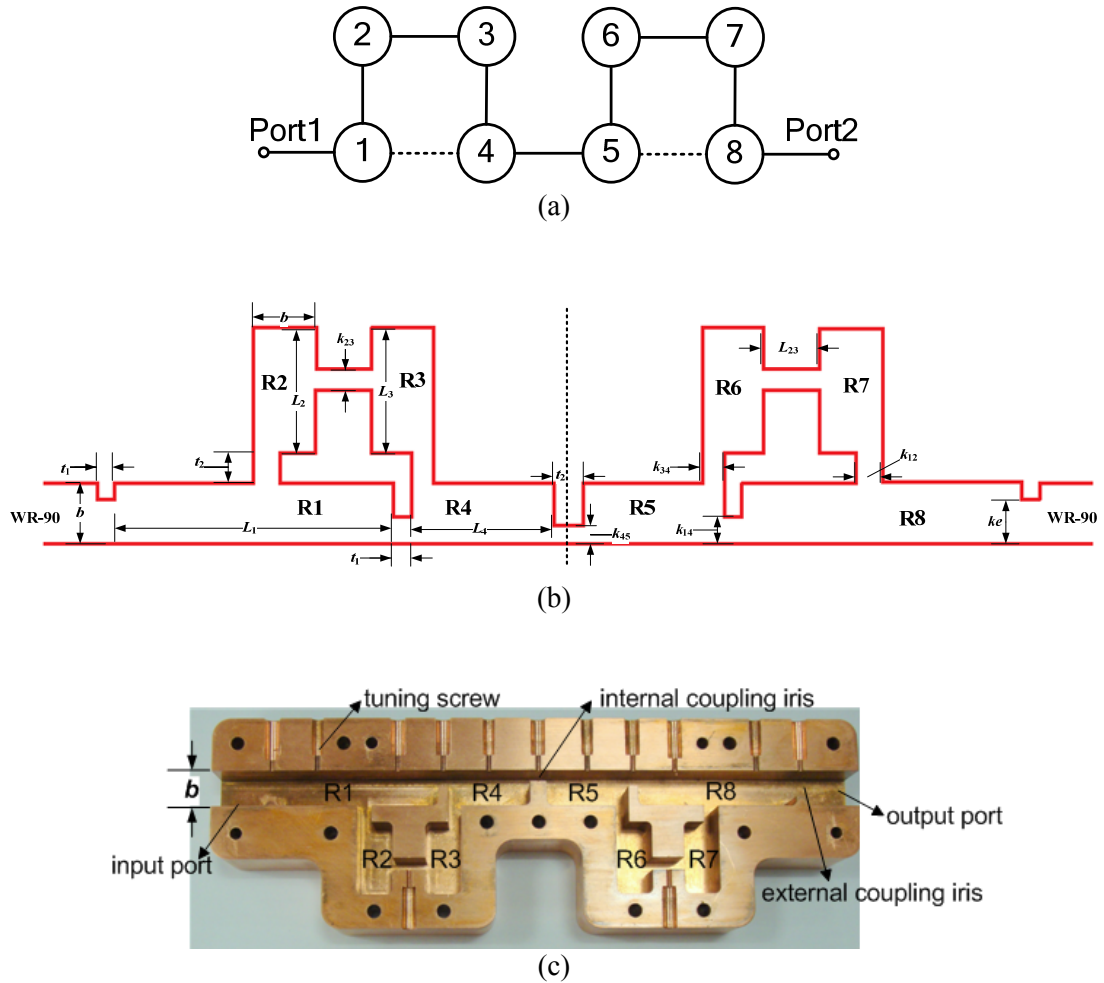 2 3 6 7
Port1 1 4 5 8 Port2
(a)
b k23 L23
R2 R3 R6 R7
L2 L3
t1 t2 t2 k34 k12
WR-90 b R1 R4 R5 R8 ke WR-90
L1 L4 k45 k14
t1
(b)
tuning screw internal coupling iris
b R1 R4 R5 R8
output port
input port R2 R3 R6 R7
external coupling iris
(c)